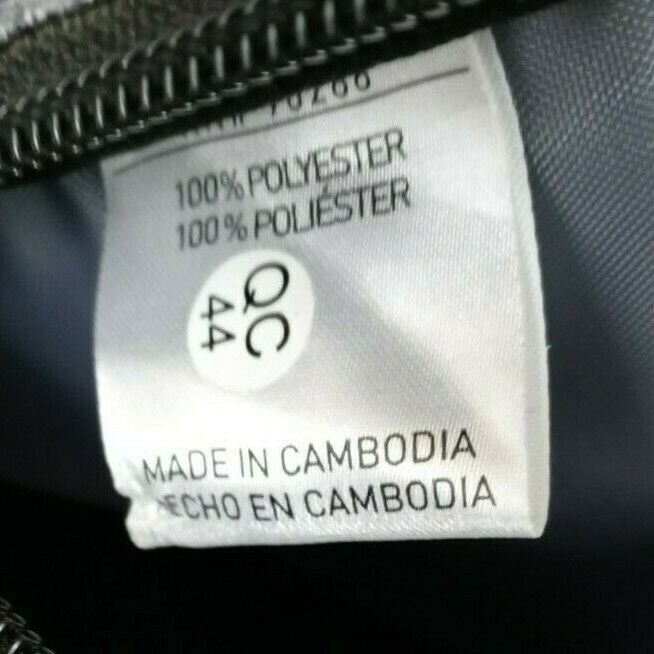 100% POLYESTER
100% POLIÉSTER
QC
44
MADE IN CAMBODIA
HECHO EN CAMBODIA